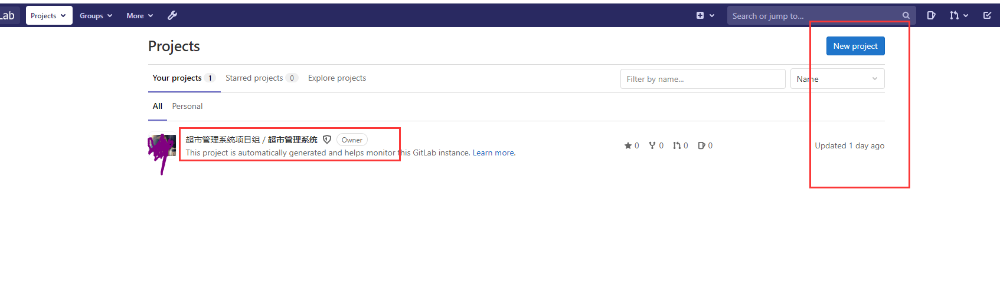 Lab Projects Groups More Search or jump to...
Projects New project
Your projects 1 Starred projects 0 Explore projects Filter by name... Name
All Personal
超市管理系统项目组 / 超市管理系统 Owner
This project is automatically generated and helps monitor this GitLab instance. Learn more. 0 0 0 0 Updated 1 day ago